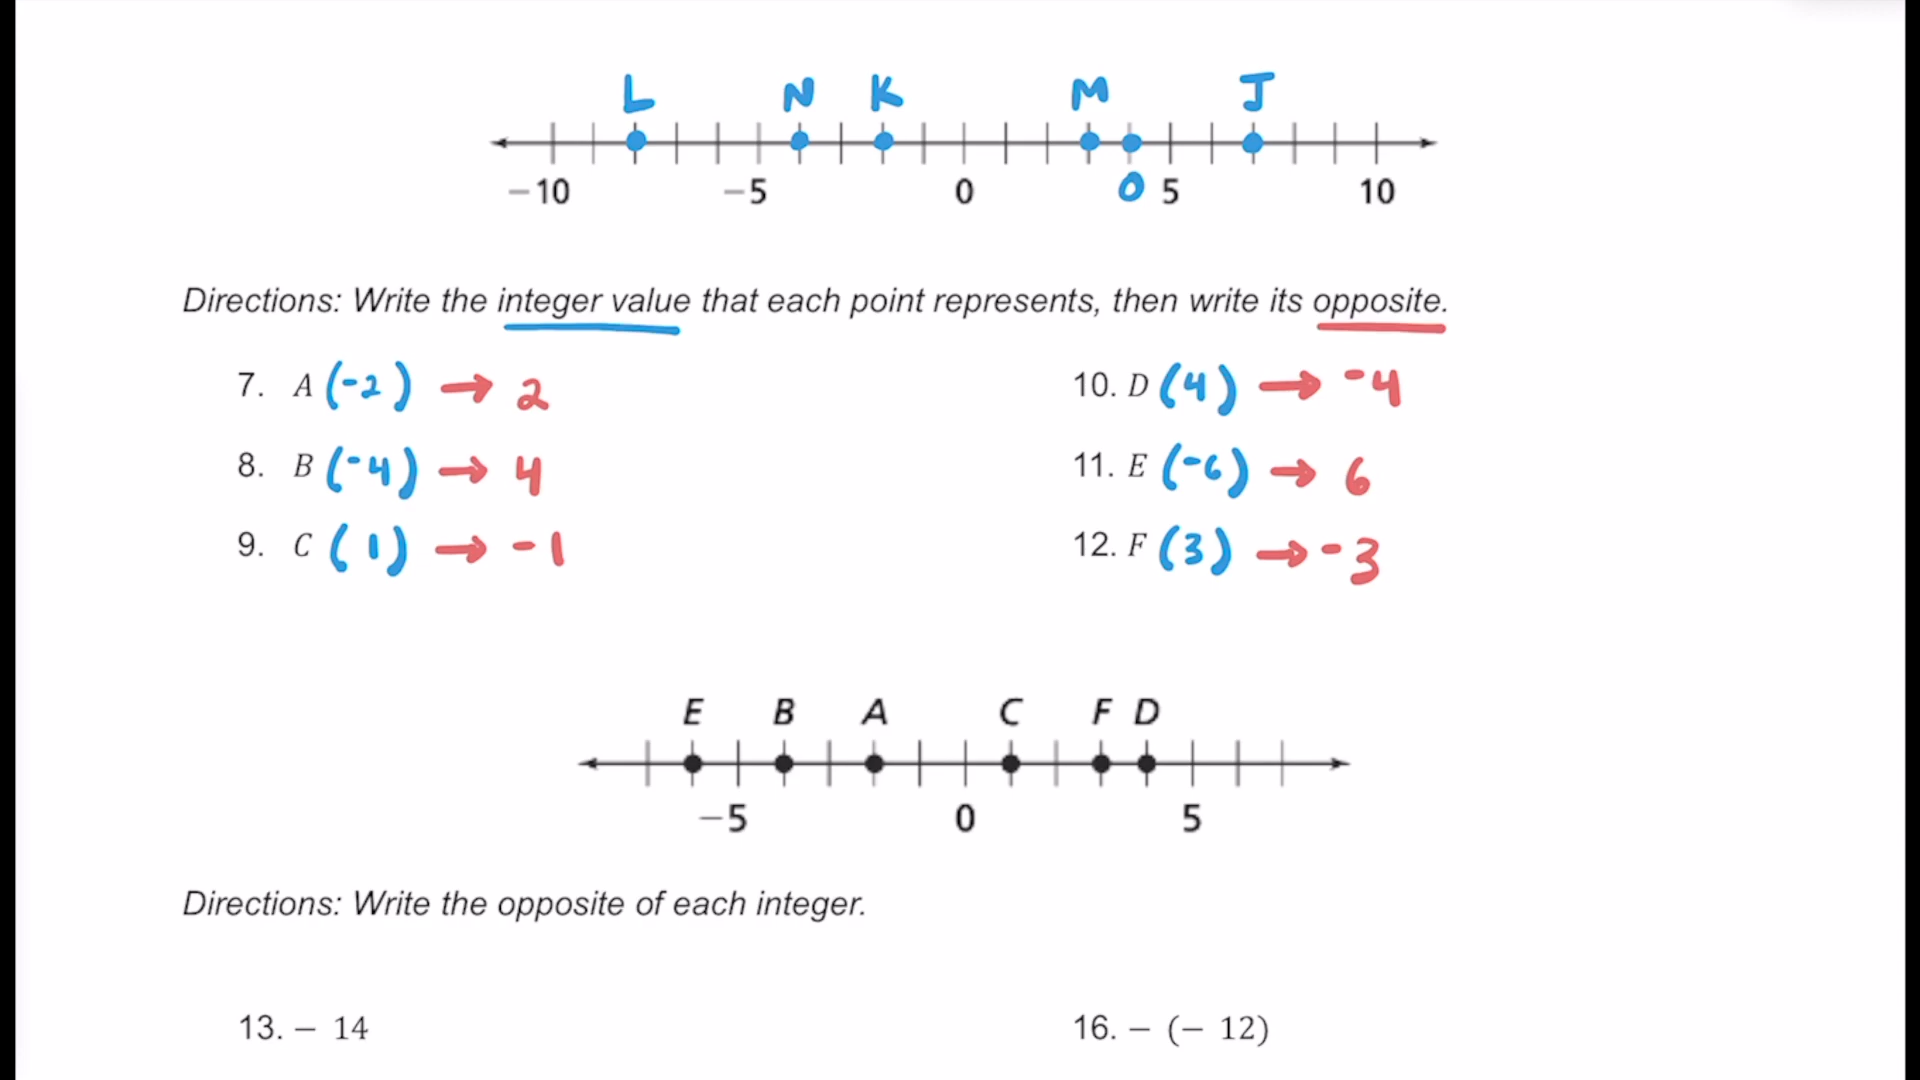 L N K M J
−10 −5 0 O 5 10
Directions: Write the integer value that each point represents, then write its opposite.
7. A (-2) → 2
10. D (4) → -4
8. B (-4) → 4
11. E (-6) → 6
9. C (1) → -1
12. F (3) → -3
E B A C F D
−5 0 5
Directions: Write the opposite of each integer.
13. − 14
16. − (− 12)